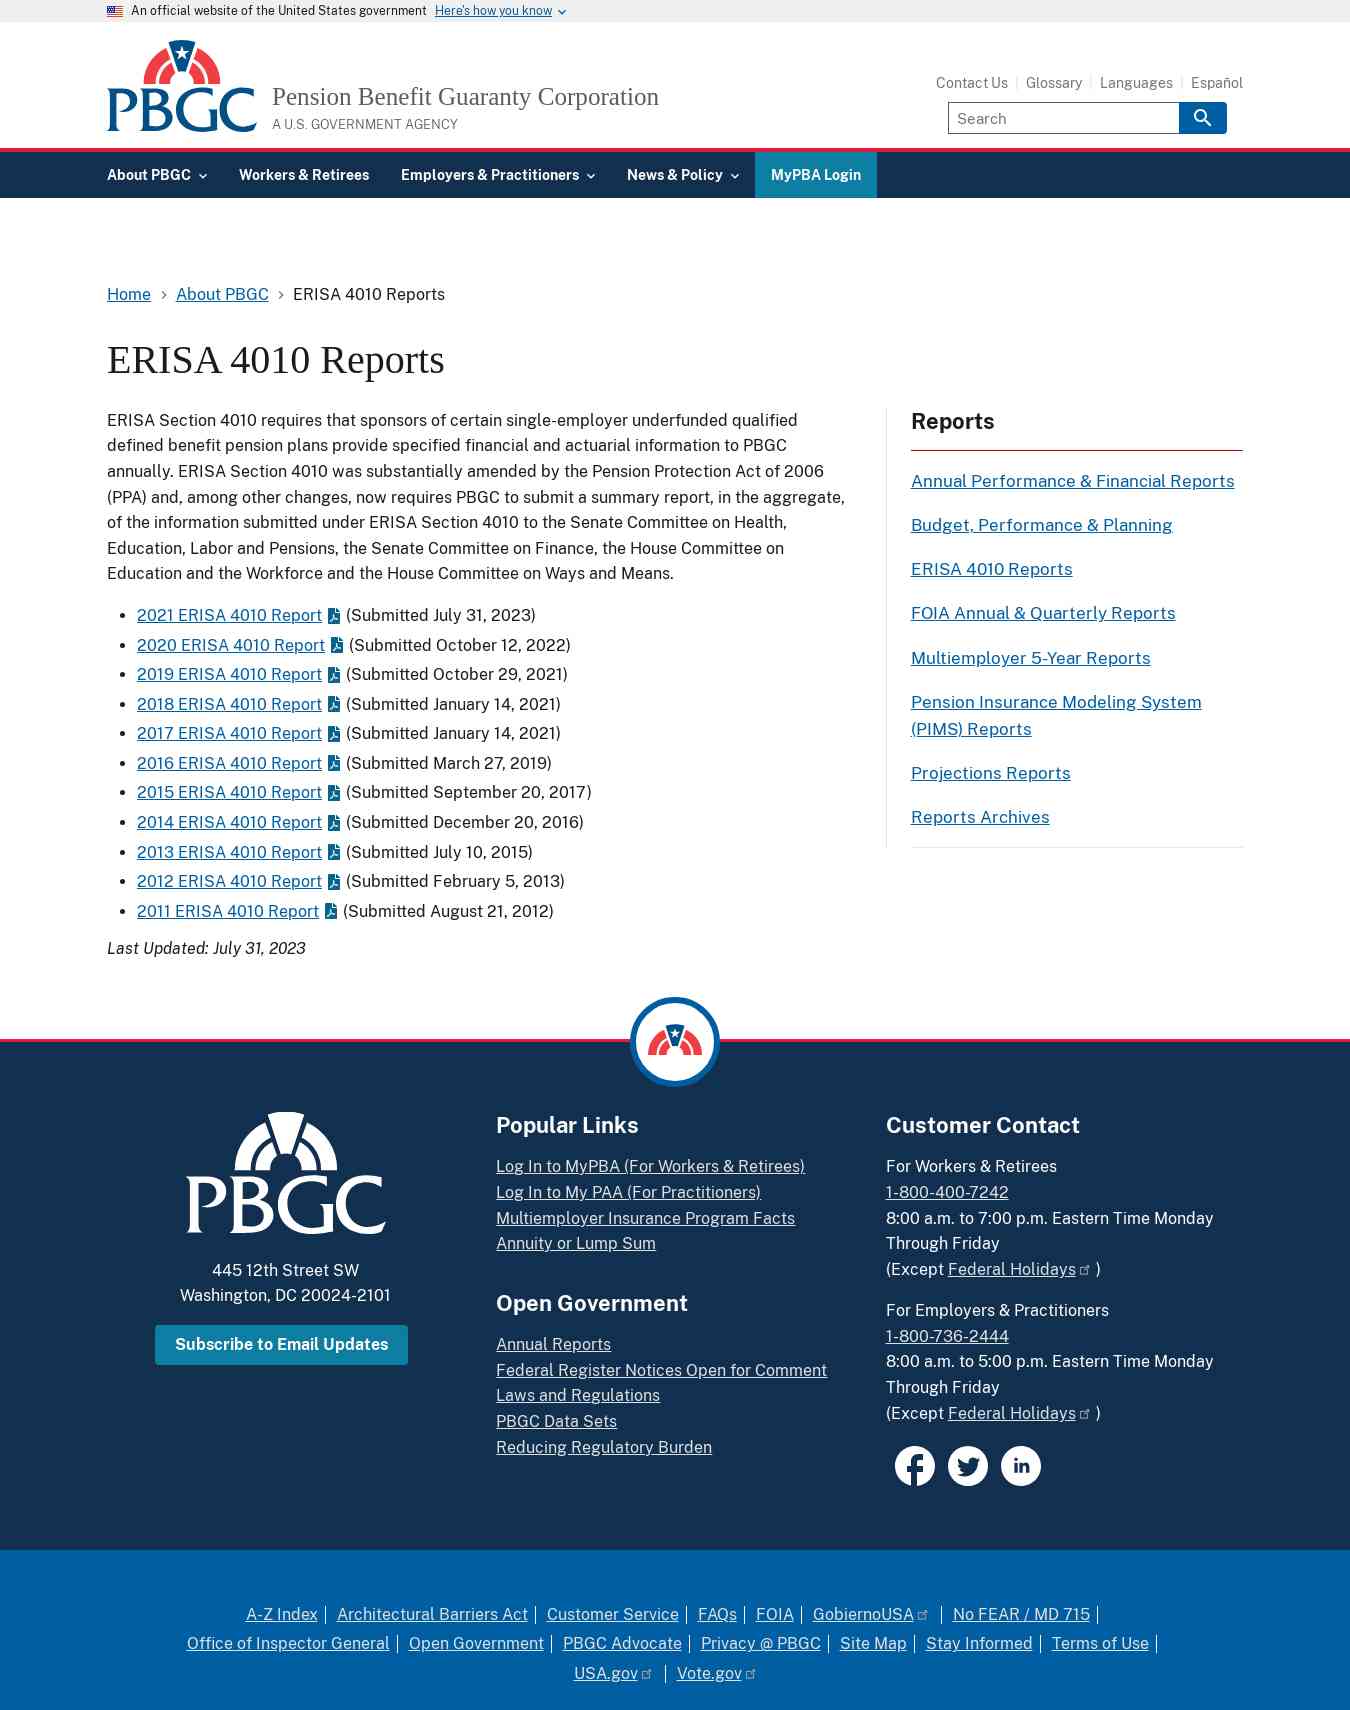 An official website of the United States government Here's how you know
PBGC
Pension Benefit Guaranty Corporation
A U.S. GOVERNMENT AGENCY
Contact Us Glossary Languages Español
Search
About PBGC Workers & Retirees Employers & Practitioners News & Policy MyPBA Login
Home About PBGC ERISA 4010 Reports
ERISA 4010 Reports
ERISA Section 4010 requires that sponsors of certain single-employer underfunded qualified
defined benefit pension plans provide specified financial and actuarial information to PBGC
annually. ERISA Section 4010 was substantially amended by the Pension Protection Act of 2006
(PPA) and, among other changes, now requires PBGC to submit a summary report, in the aggregate,
of the information submitted under ERISA Section 4010 to the Senate Committee on Health,
Education, Labor and Pensions, the Senate Committee on Finance, the House Committee on
Education and the Workforce and the House Committee on Ways and Means.
2021 ERISA 4010 Report (Submitted July 31, 2023)
2020 ERISA 4010 Report (Submitted October 12, 2022)
2019 ERISA 4010 Report (Submitted October 29, 2021)
2018 ERISA 4010 Report (Submitted January 14, 2021)
2017 ERISA 4010 Report (Submitted January 14, 2021)
2016 ERISA 4010 Report (Submitted March 27, 2019)
2015 ERISA 4010 Report (Submitted September 20, 2017)
2014 ERISA 4010 Report (Submitted December 20, 2016)
2013 ERISA 4010 Report (Submitted July 10, 2015)
2012 ERISA 4010 Report (Submitted February 5, 2013)
2011 ERISA 4010 Report (Submitted August 21, 2012)
Last Updated: July 31, 2023
Reports
Annual Performance & Financial Reports
Budget, Performance & Planning
ERISA 4010 Reports
FOIA Annual & Quarterly Reports
Multiemployer 5-Year Reports
Pension Insurance Modeling System
(PIMS) Reports
Projections Reports
Reports Archives
PBGC
445 12th Street SW
Washington, DC 20024-2101
Subscribe to Email Updates
Popular Links
Log In to MyPBA (For Workers & Retirees)
Log In to My PAA (For Practitioners)
Multiemployer Insurance Program Facts
Annuity or Lump Sum
Open Government
Annual Reports
Federal Register Notices Open for Comment
Laws and Regulations
PBGC Data Sets
Reducing Regulatory Burden
Customer Contact
For Workers & Retirees
1-800-400-7242
8:00 a.m. to 7:00 p.m. Eastern Time Monday
Through Friday
(Except Federal Holidays )
For Employers & Practitioners
1-800-736-2444
8:00 a.m. to 5:00 p.m. Eastern Time Monday
Through Friday
(Except Federal Holidays )
in
A-Z Index Architectural Barriers Act Customer Service FAQs FOIA GobiernoUSA No FEAR / MD 715
Office of Inspector General Open Government PBGC Advocate Privacy @ PBGC Site Map Stay Informed Terms of Use
USA.gov Vote.gov